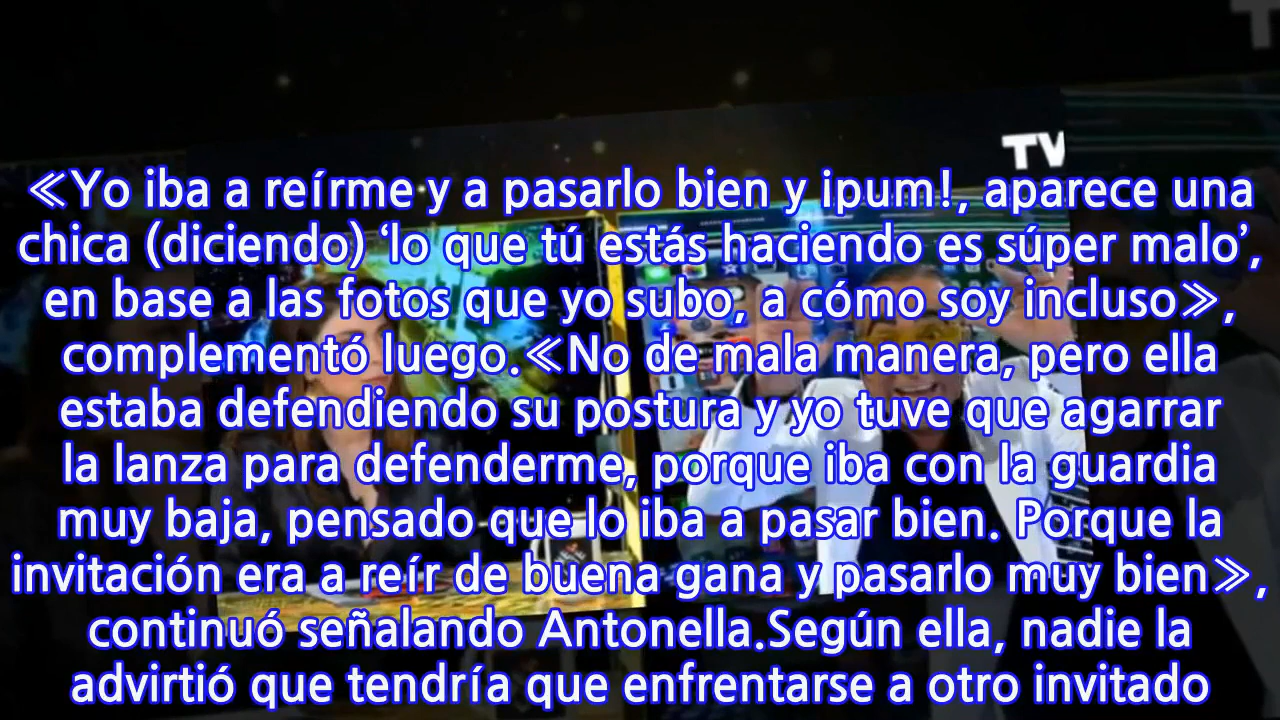 TV
≪Yo iba a reírme y a pasarlo bien y ipum!, aparece una
chica (diciendo) ‘lo que tú estás haciendo es súper malo’,
en base a las fotos que yo subo, a cómo soy incluso≫,
complementó luego.≪No de mala manera, pero ella
estaba defendiendo su postura y yo tuve que agarrar
la lanza para defenderme, porque iba con la guardia
muy baja, pensado que lo iba a pasar bien. Porque la
invitación era a reír de buena gana y pasarlo muy bien≫,
continuó señalando Antonella.Según ella, nadie la
advirtió que tendría que enfrentarse a otro invitado